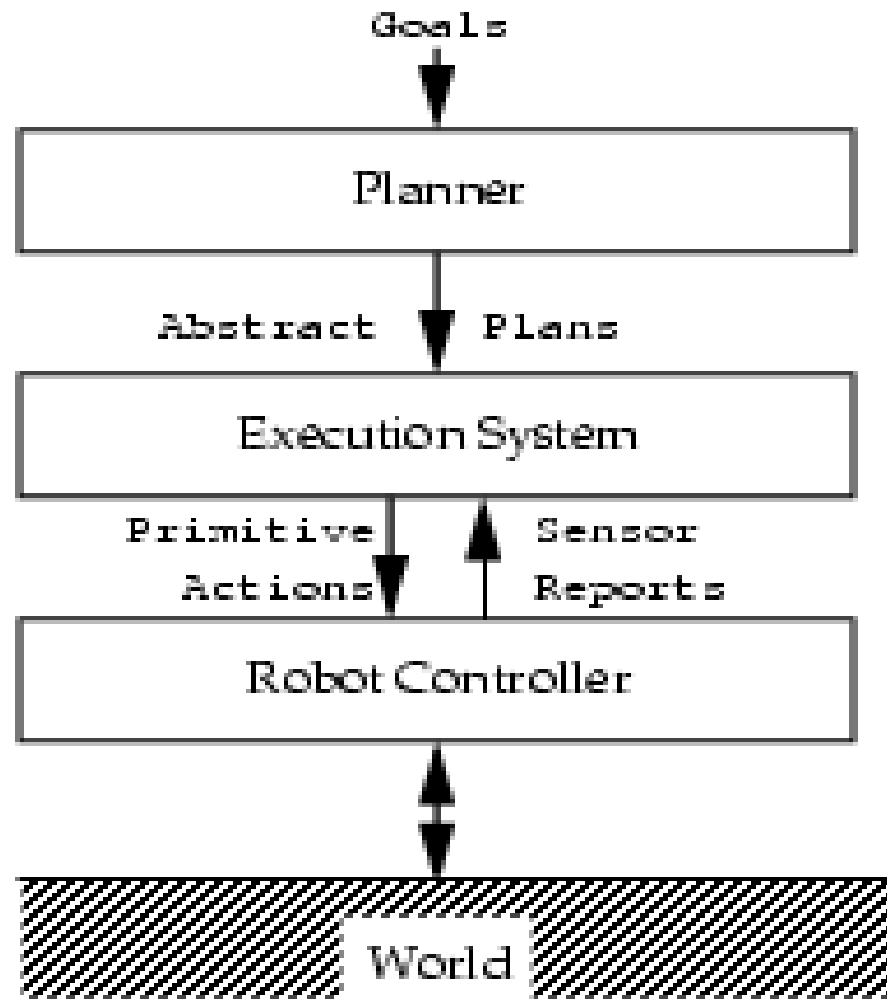 Goals
Planner
Abstract Plans
Execution System
Primitive Sensor
Actions Reports
Robot Controller
World